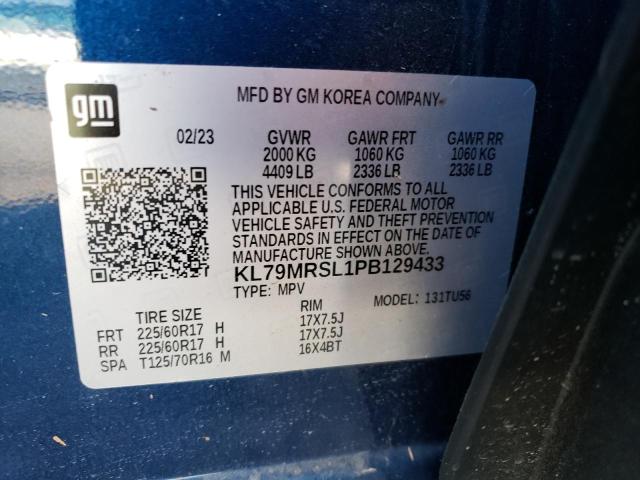 gm
MFD BY GM KOREA COMPANY
02/23 GVWR GAWR FRT GAWR RR
2000 KG 1060 KG 1060 KG
4409 LB 2336 LB 2336 LB
THIS VEHICLE CONFORMS TO ALL
APPLICABLE U.S. FEDERAL MOTOR
VEHICLE SAFETY AND THEFT PREVENTION
STANDARDS IN EFFECT ON THE DATE OF
MANUFACTURE SHOWN ABOVE.
KL79MRSL1PB129433
TYPE: MPV MODEL: 131TU56
TIRE SIZE RIM
FRT 225/60R17 H 17X7.5J
RR 225/60R17 H 17X7.5J
SPA T125/70R16 M 16X4BT